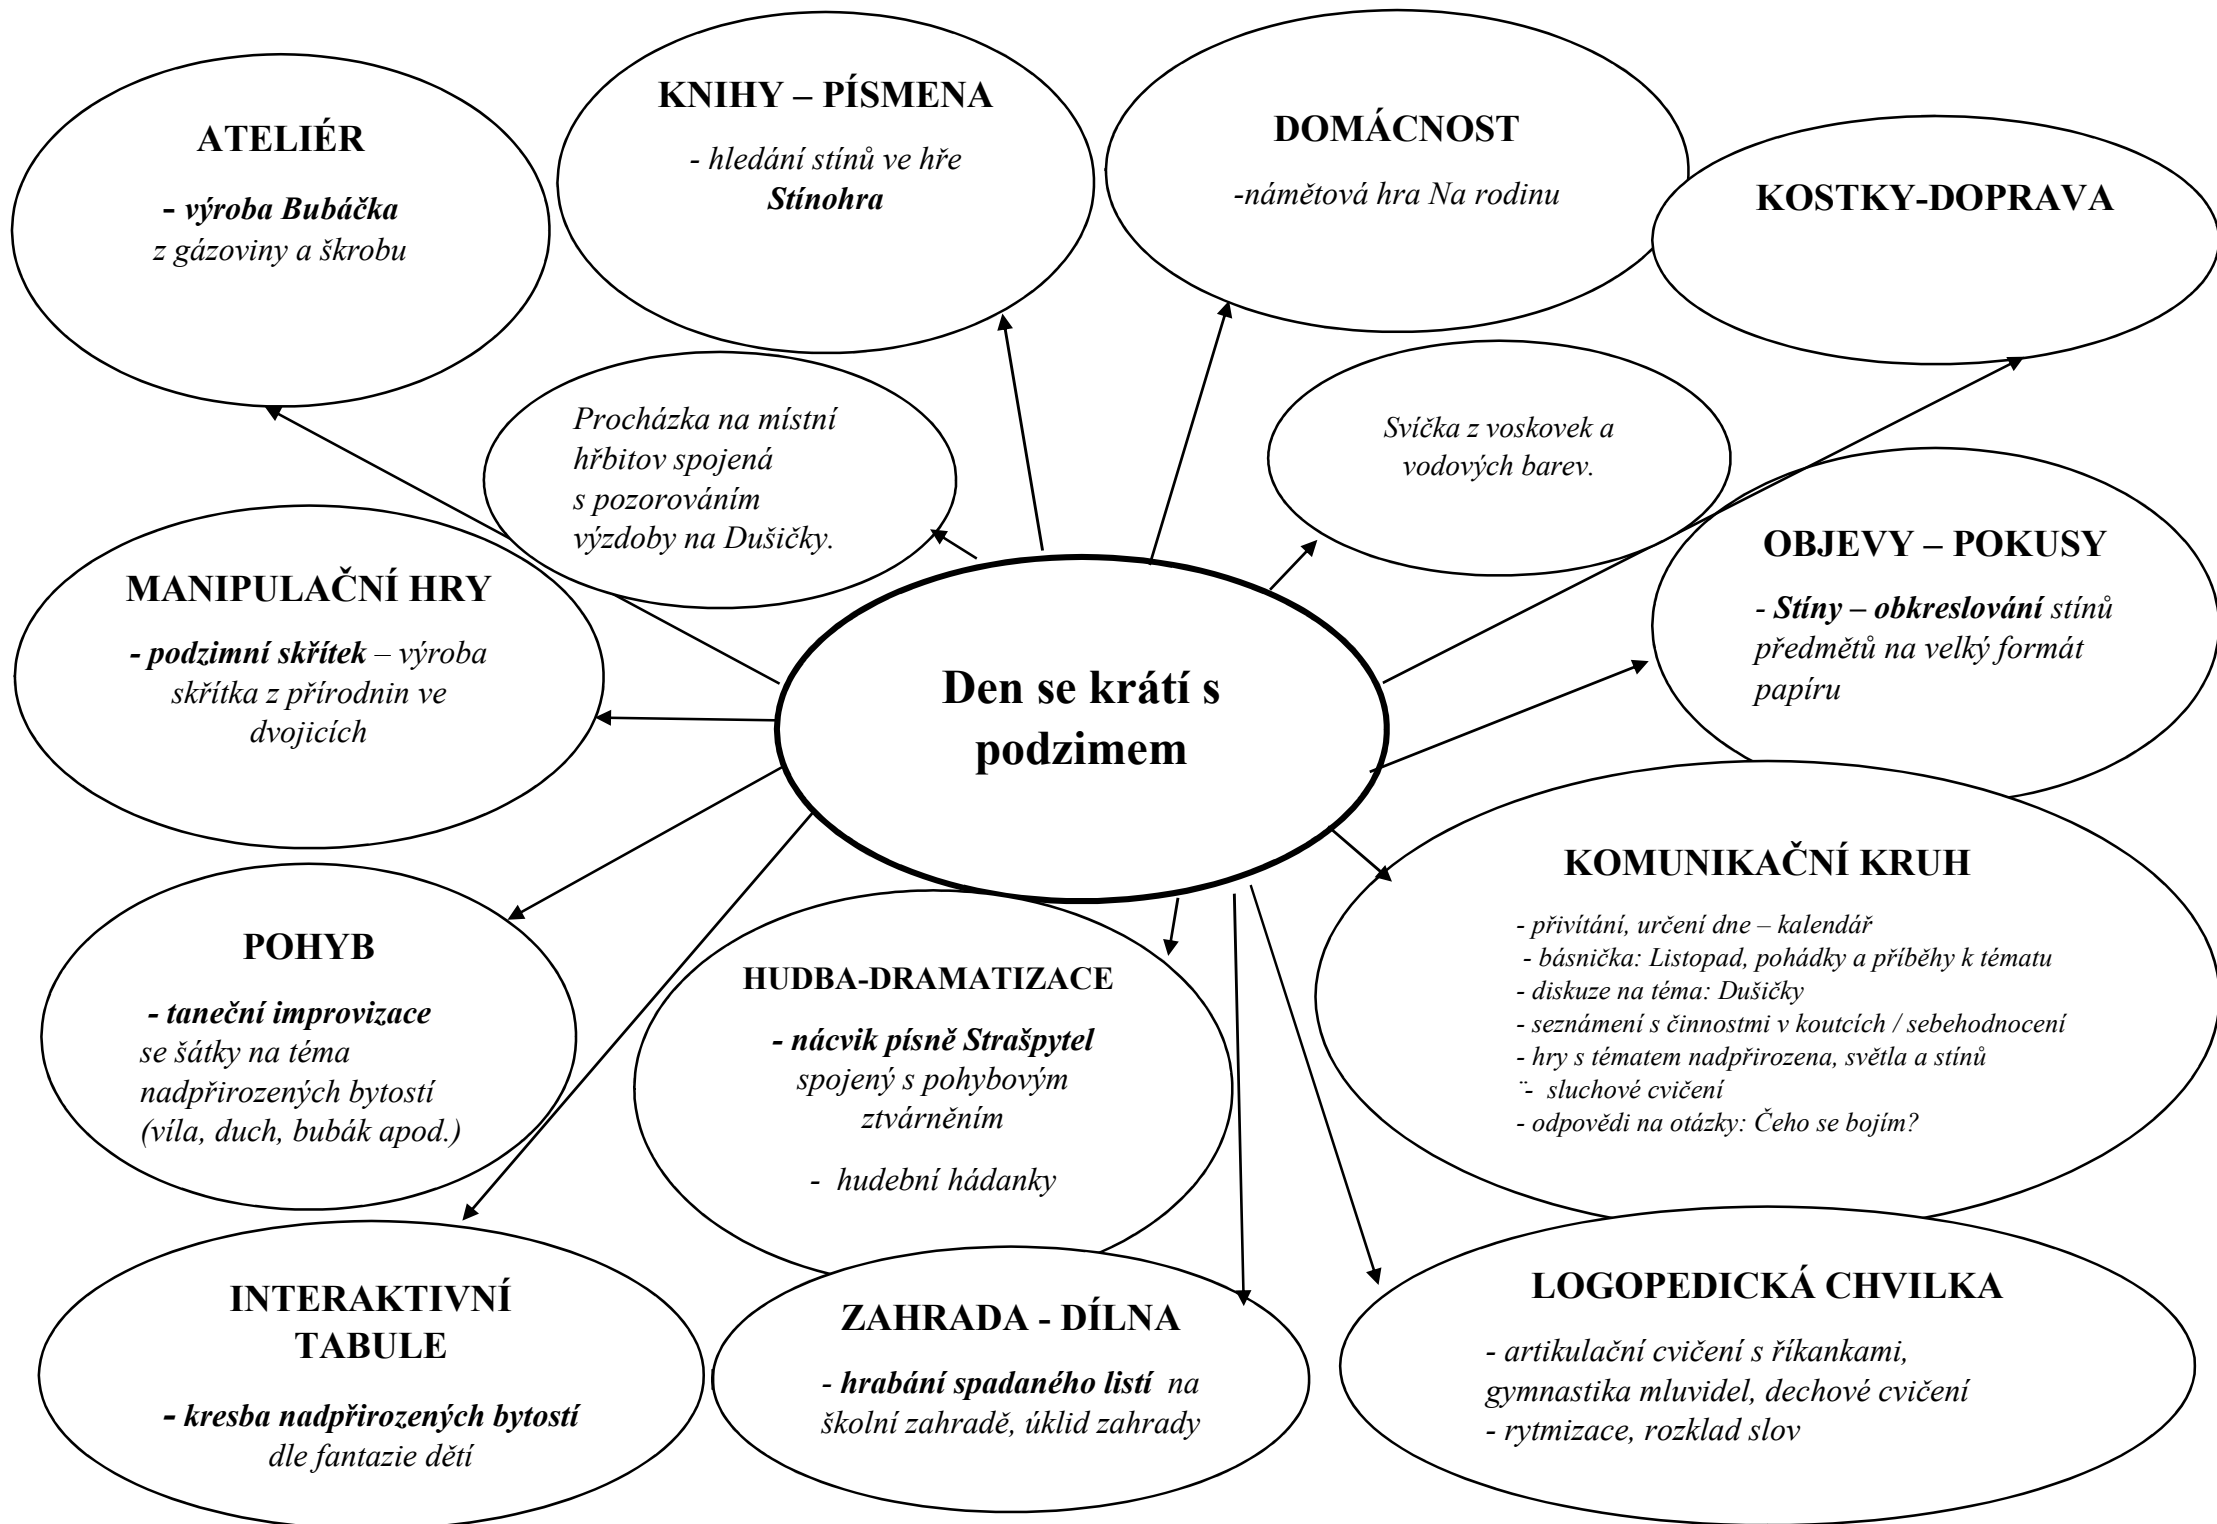 ATELIÉR
- výroba Bubáčka
z gázoviny a škrobu
KNIHY – PÍSMENA
- hledání stínů ve hře
Stínohra
DOMÁCNOST
-námětová hra Na rodinu
KOSTKY-DOPRAVA
Procházka na místní
hřbitov spojená
s pozorováním
výzdoby na Dušičky.
Svíčka z voskovek a
vodových barev.
MANIPULAČNÍ HRY
- podzimní skřítek – výroba
skřítka z přírodnin ve
dvojicích
Den se krátí s
podzimem
OBJEVY – POKUSY
- Stíny – obkreslování stínů
předmětů na velký formát
papíru
POHYB
- taneční improvizace
se šátky na téma
nadpřirozených bytostí
(víla, duch, bubák apod.)
HUDBA-DRAMATIZACE
- nácvik písně Strašpytel
spojený s pohybovým
ztvárněním
- hudební hádanky
KOMUNIKAČNÍ KRUH
- přivítání, určení dne – kalendář
- básnička: Listopad, pohádky a příběhy k tématu
- diskuze na téma: Dušičky
- seznámení s činnostmi v koutcích / sebehodnocení
- hry s tématem nadpřirozena, světla a stínů
¨- sluchové cvičení
- odpovědi na otázky: Čeho se bojím?
INTERAKTIVNÍ
TABULE
- kresba nadpřirozených bytostí
dle fantazie dětí
ZAHRADA - DÍLNA
- hrabání spadaného listí na
školní zahradě, úklid zahrady
LOGOPEDICKÁ CHVILKA
- artikulační cvičení s říkankami,
gymnastika mluvidel, dechové cvičení
- rytmizace, rozklad slov